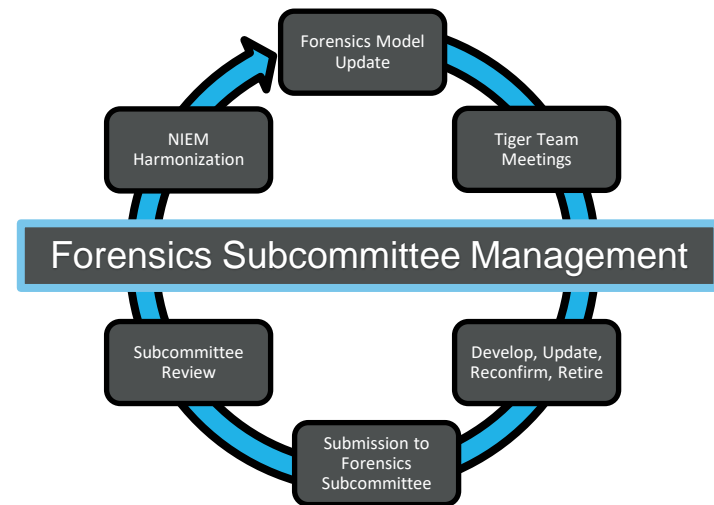 Forensics Model
Update
NIEM
Harmonization
Tiger Team
Meetings
Forensics Subcommittee Management
Subcommittee
Review
Develop, Update,
Reconfirm, Retire
Submission to
Forensics
Subcommittee